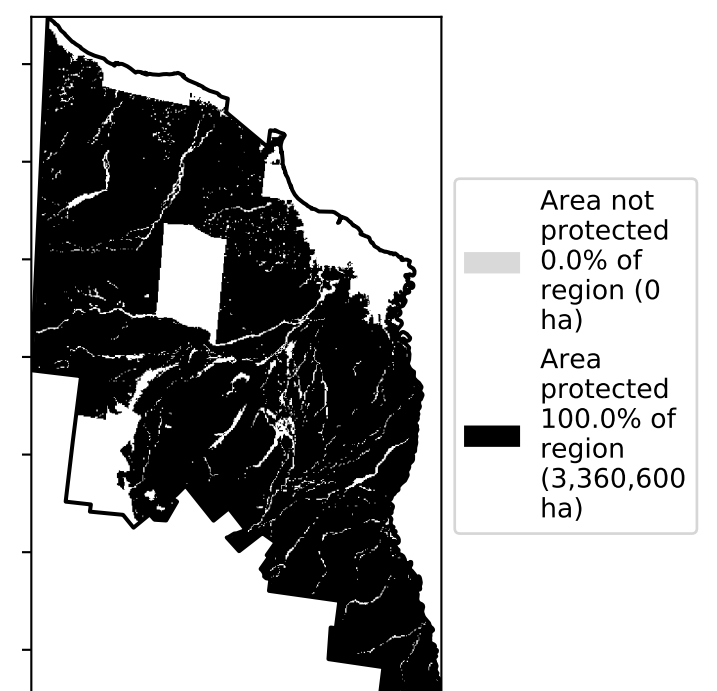 Area not
protected
0.0% of
region (0
ha)
Area
protected
100.0% of
region
(3,360,600
ha)